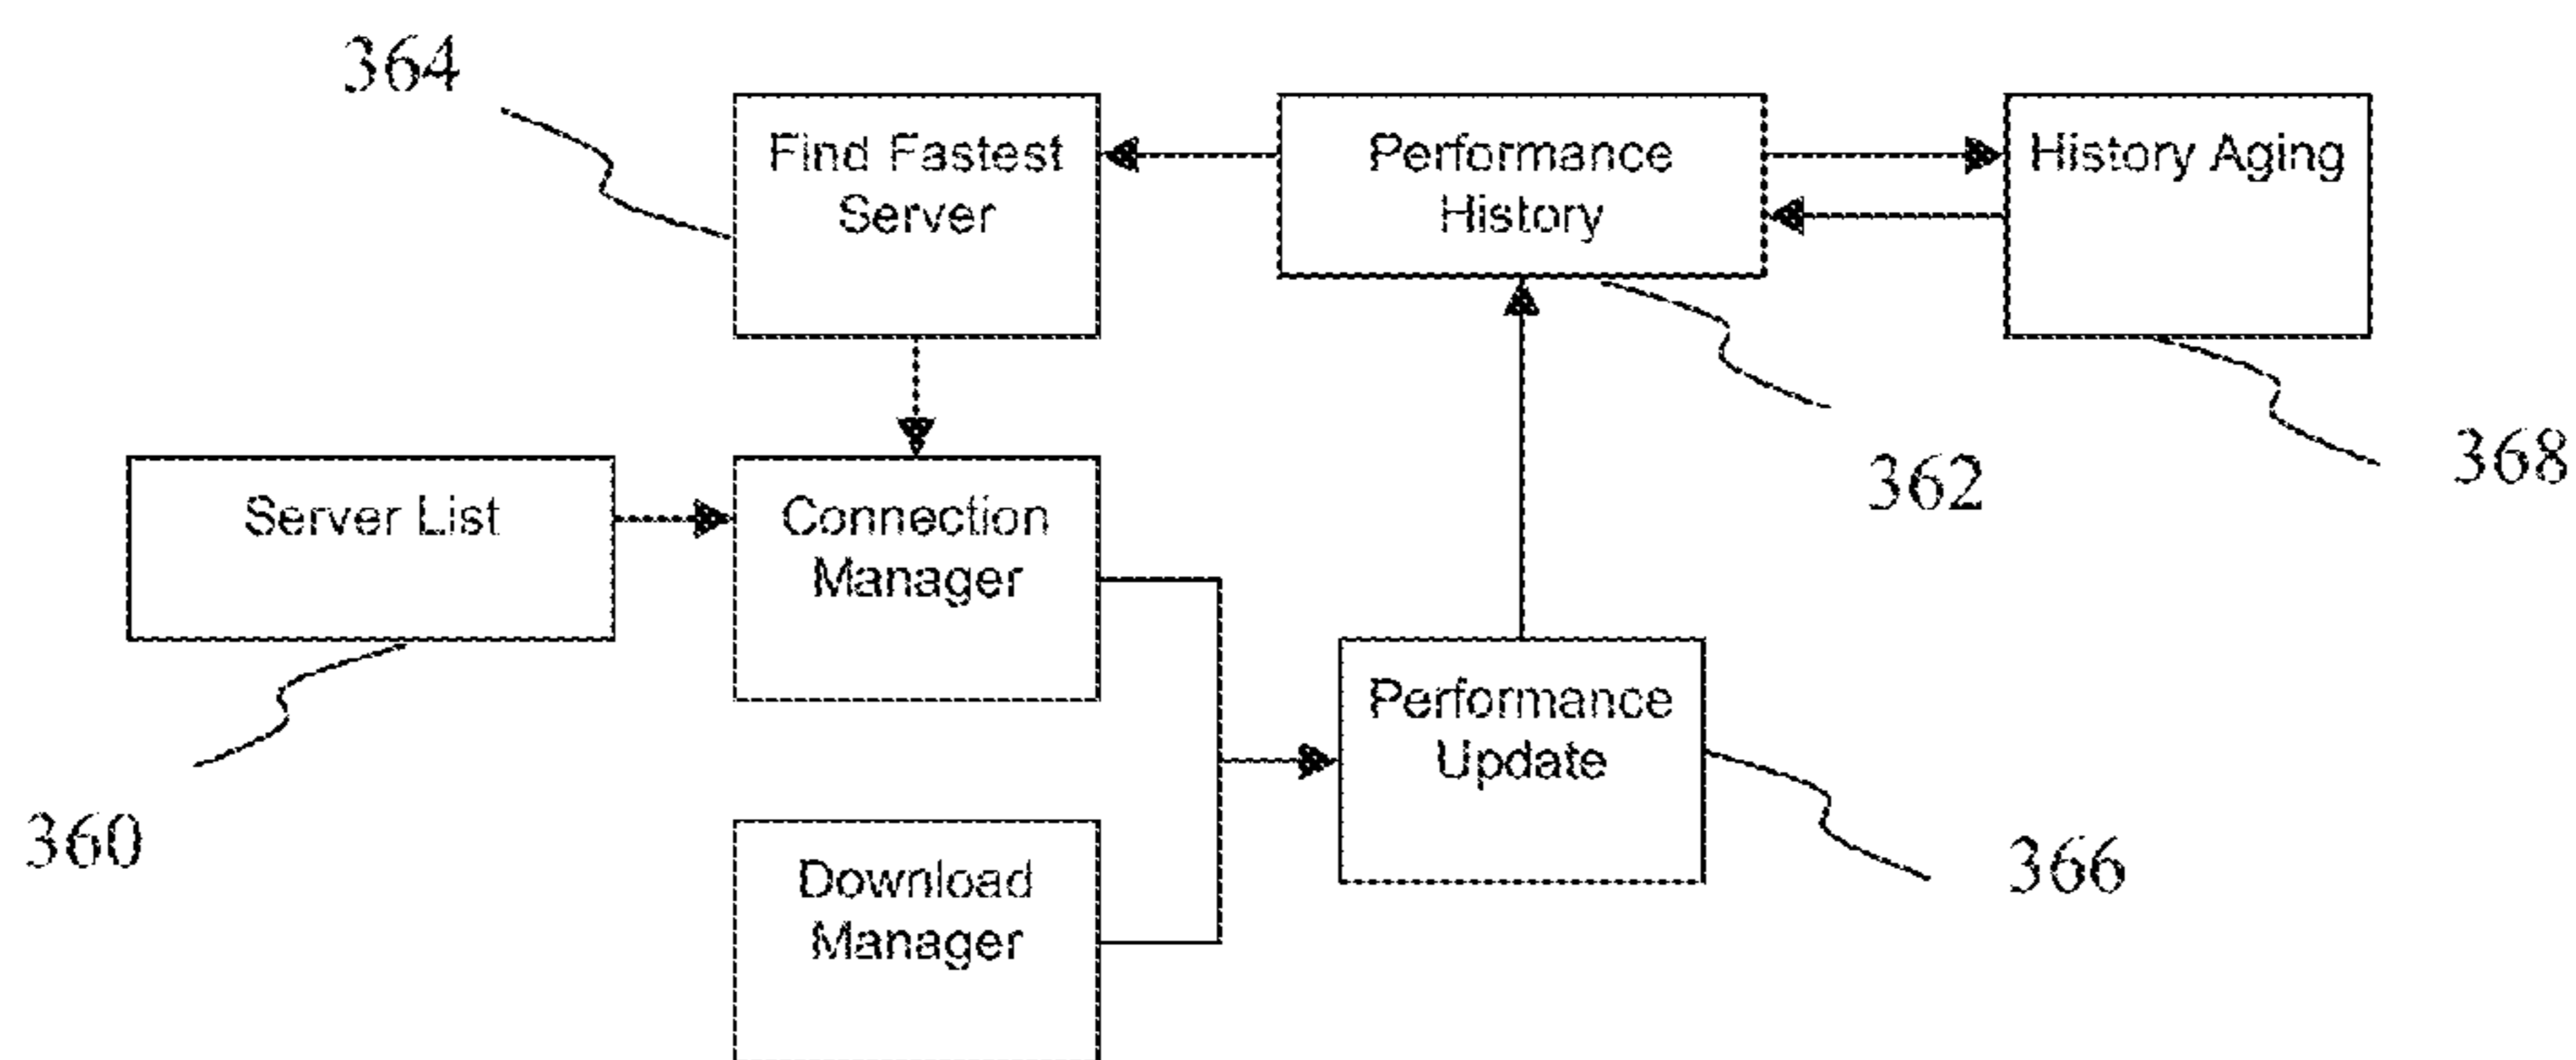 364
Find Fastest
Server
Performance
History
History Aging
362
368
Server List
Connection
Manager
360
Performance
Update
366
Download
Manager